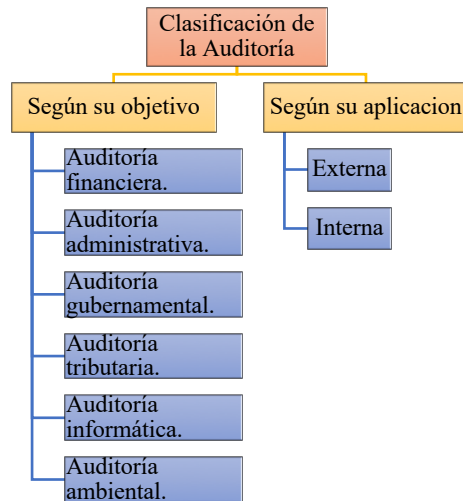 Clasificación de
la Auditoría
Según su objetivo
Auditoría
financiera.
Auditoría
administrativa.
Auditoría
gubernamental.
Auditoría
tributaria.
Auditoría
informática.
Auditoría
ambiental.
Según su aplicacion
Externa
Interna